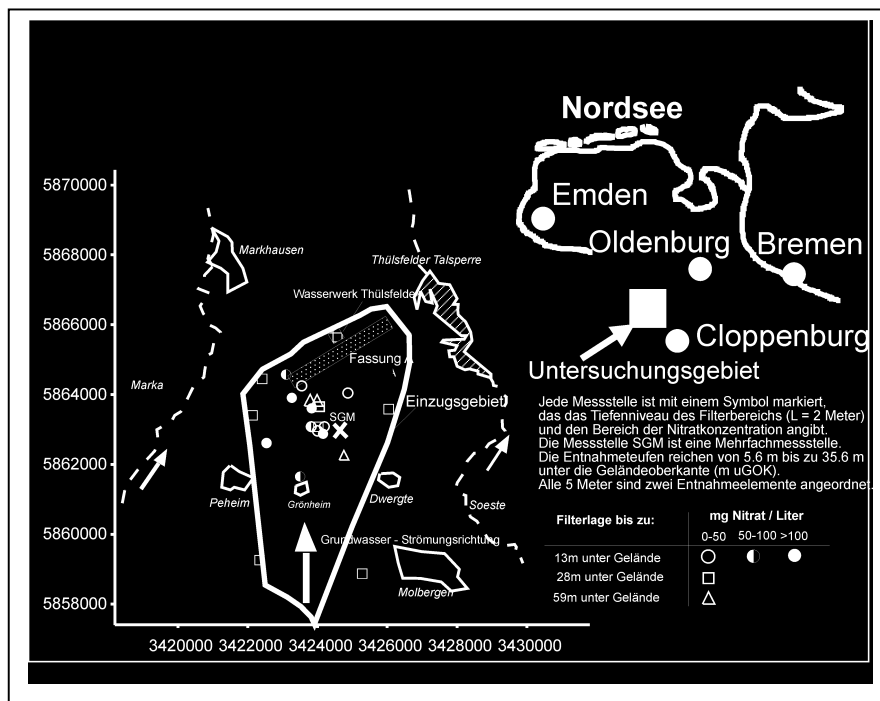 Nordsee
Emden
Oldenburg
Bremen
Cloppenburg
Untersuchungsgebiet
5870000
5868000
5866000
5864000
5862000
5860000
5858000
3420000 3422000 3424000 3426000 3428000 3430000
Markhausen
Thülsfelder Talsperre
Wasserwerk Thülsfelde
Fassung A
Marka
Einzugsgebiet
SGM
Peheim
Grönheim
Dwergte
Soeste
Grundwasser - Strömungsrichtung
Molbergen
Jede Messstelle ist mit einem Symbol markiert,
das das Tiefenniveau des Filterbereichs (L = 2 Meter)
und den Bereich der Nitratkonzentration angibt.
Die Messstelle SGM ist eine Mehrfachmessstelle.
Die Entnahmeteufen reichen von 5.6 m bis zu 35.6 m
unter die Geländeoberkante (m uGOK).
Alle 5 Meter sind zwei Entnahmeelemente angeordnet.
Filterlage bis zu: mg Nitrat / Liter
0-50 50-100 >100
13m unter Gelände
28m unter Gelände
59m unter Gelände